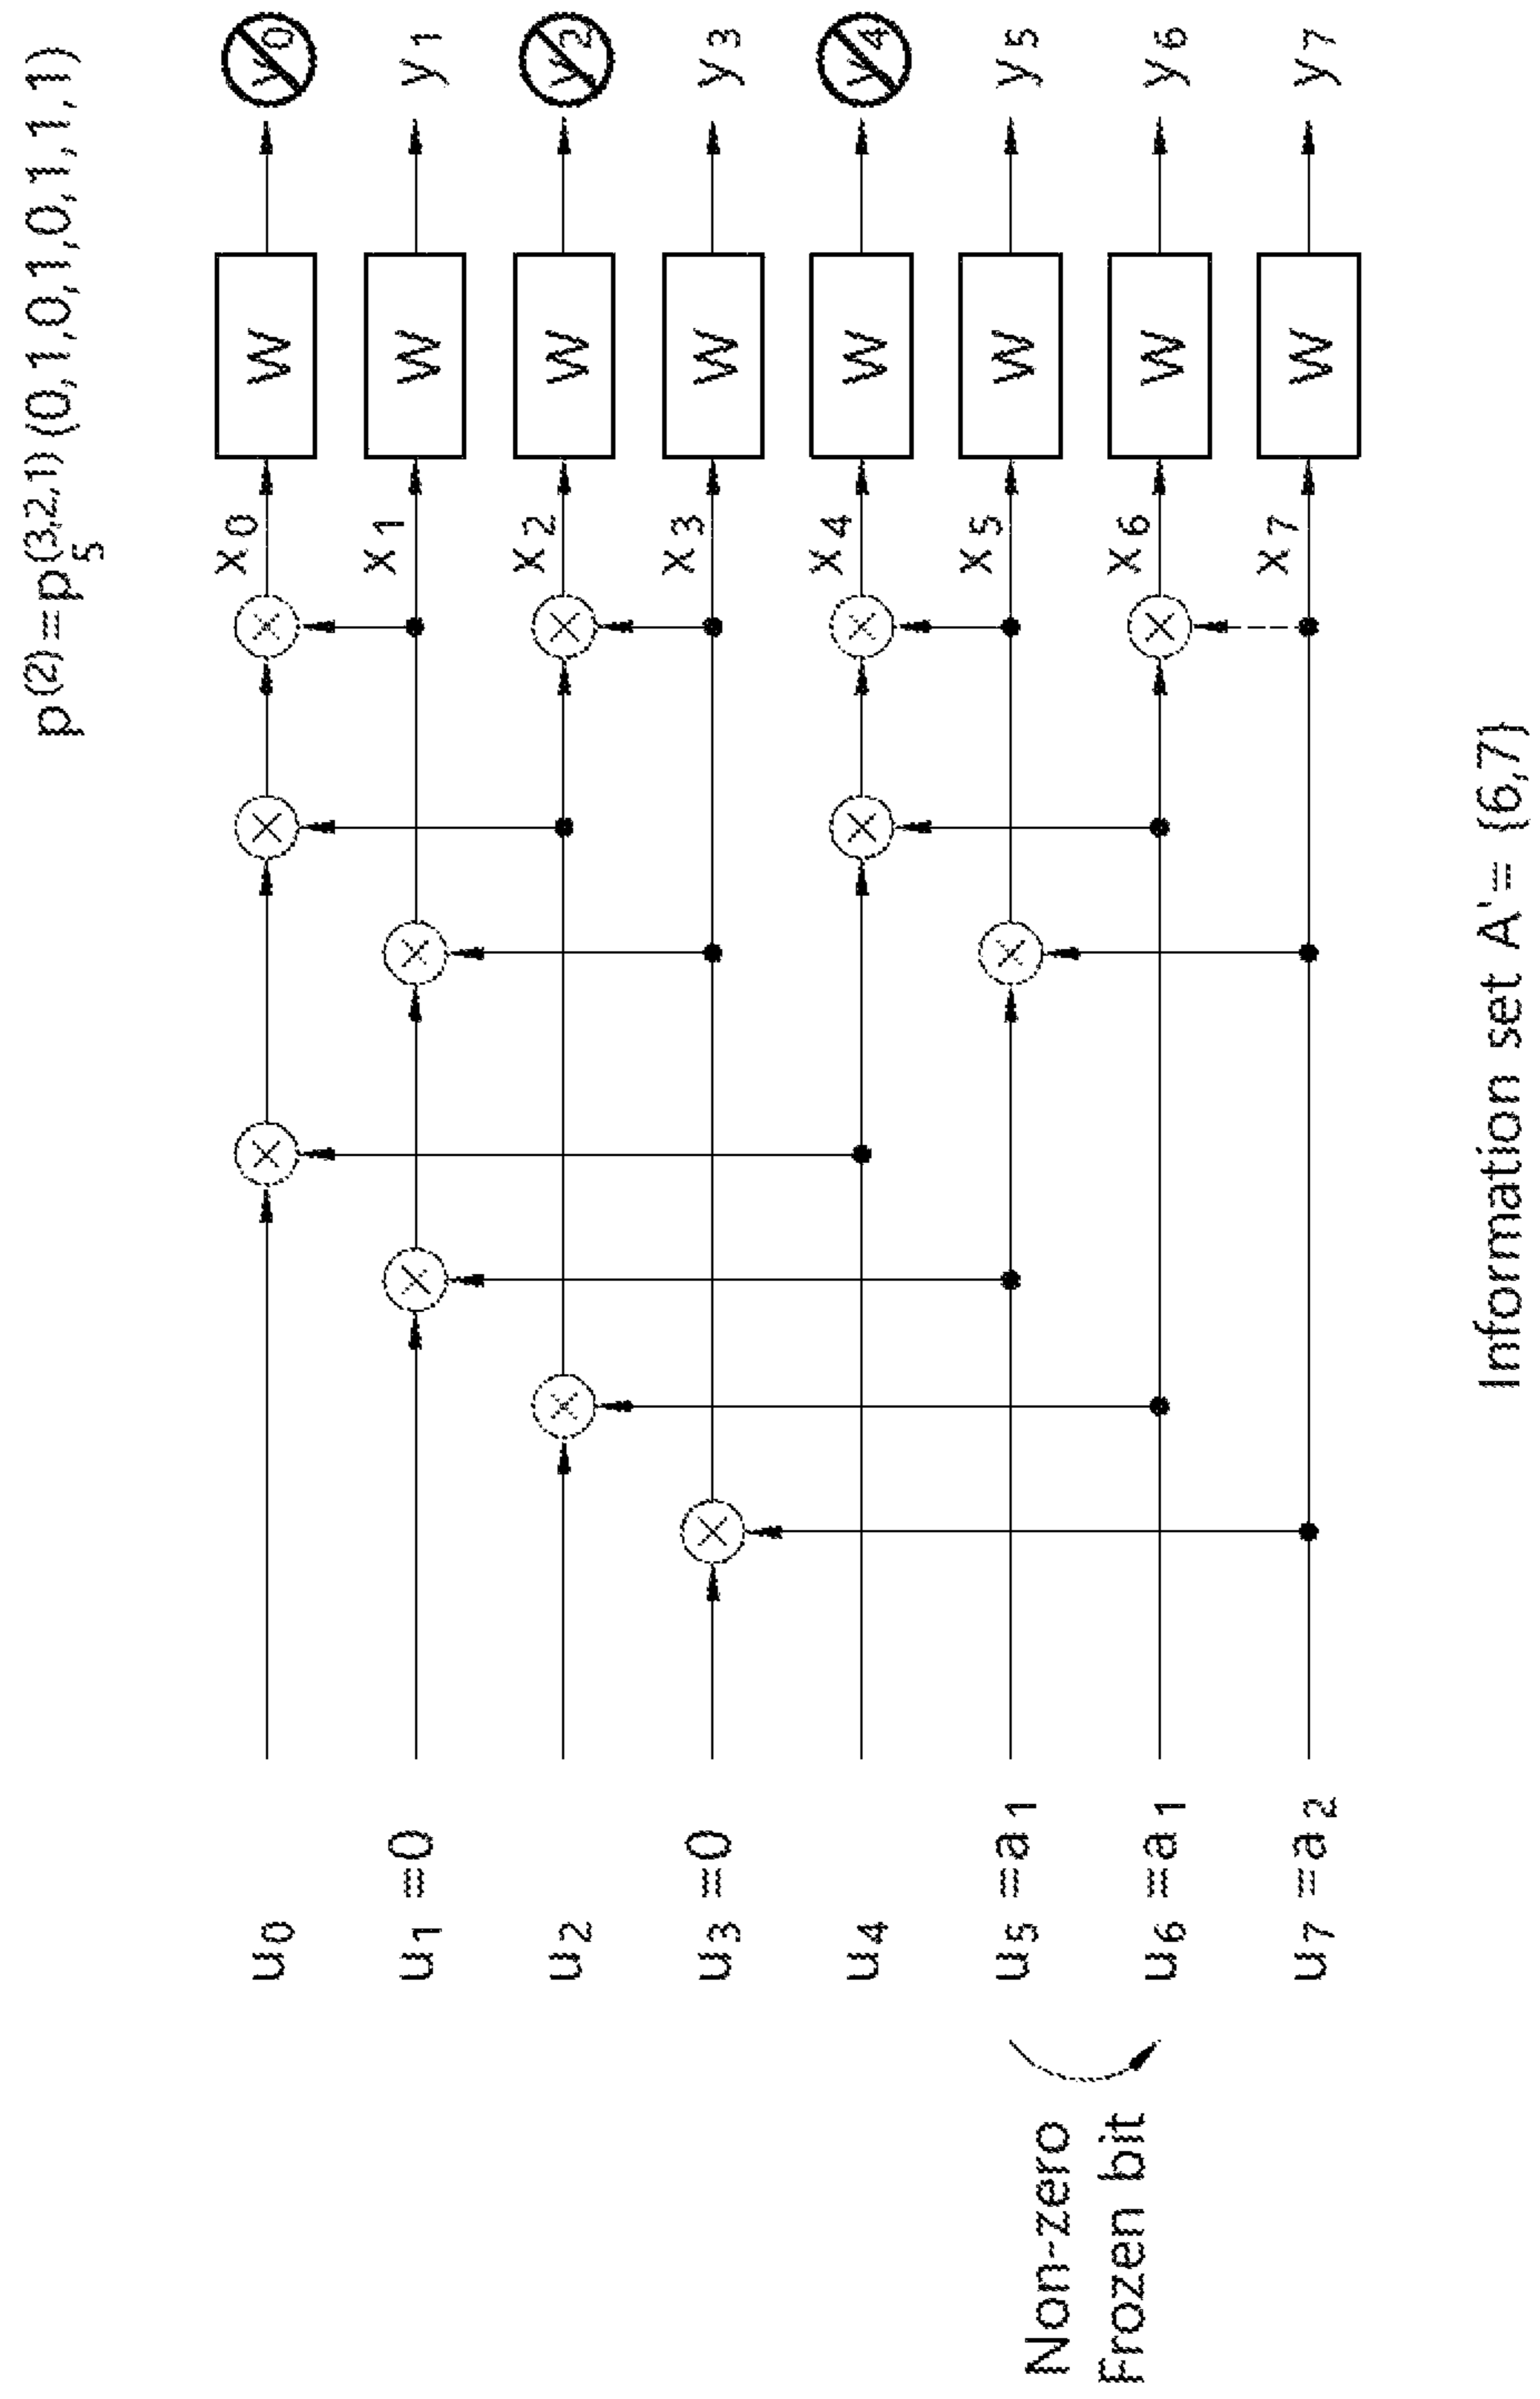 p(2)=p5(3,2,1) (0,1,0,1,0,1,1,1)
u0 x0 W y0
u1 =0 x1 W y1
u2 x2 W y2
u3 =0 x3 W y3
u4 x4 W y4
Non-zero u5 =a1 x5 W y5
Frozen bit u6 =a1 x6 W y6
u7 =a2 x7 W y7
Information set A'= {6,7}